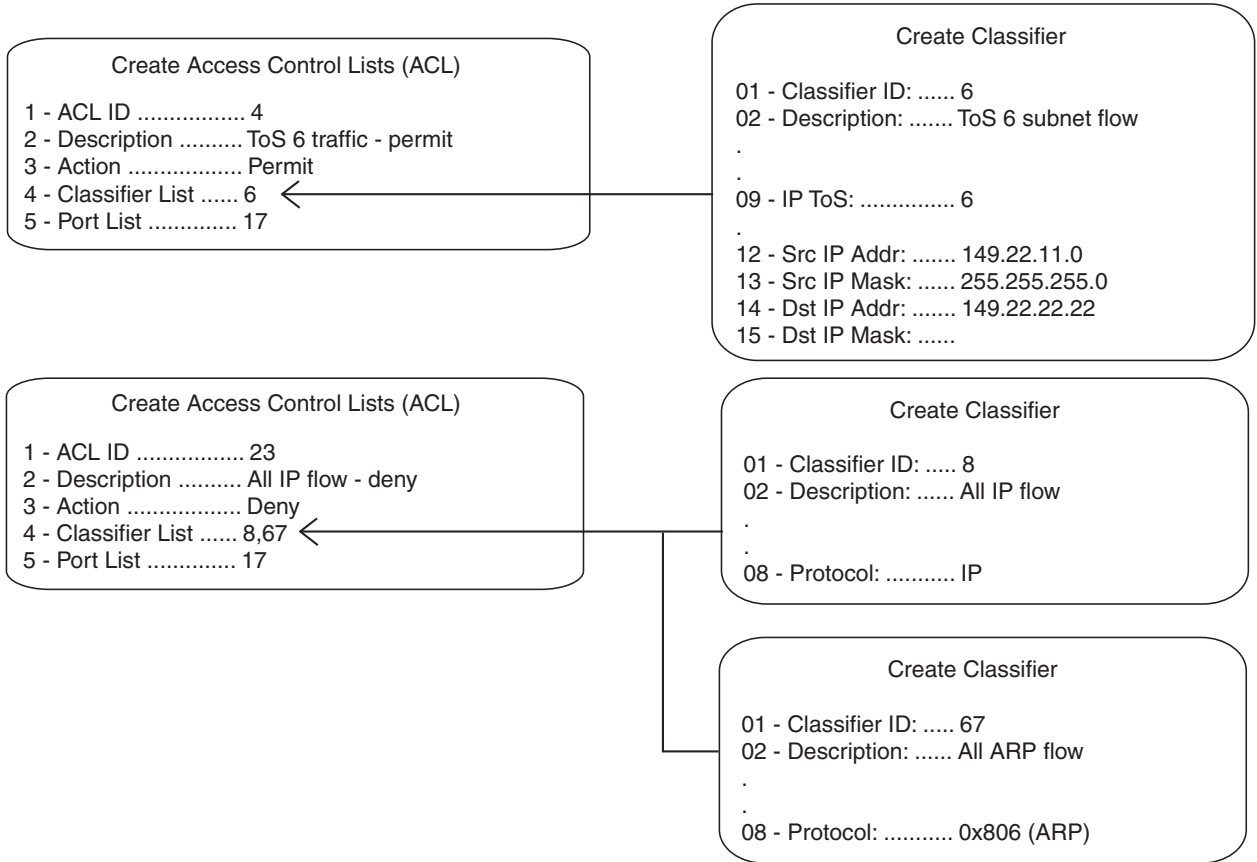 Create Access Control Lists (ACL)
1 - ACL ID ................. 4
2 - Description .......... ToS 6 traffic - permit
3 - Action .................. Permit
4 - Classifier List ...... 6
5 - Port List .............. 17
Create Classifier
01 - Classifier ID: ...... 6
02 - Description: ....... ToS 6 subnet flow
.
.
09 - IP ToS: ............... 6
.
12 - Src IP Addr: ....... 149.22.11.0
13 - Src IP Mask: ...... 255.255.255.0
14 - Dst IP Addr: ....... 149.22.22.22
15 - Dst IP Mask: ......
Create Access Control Lists (ACL)
1 - ACL ID ................. 23
2 - Description .......... All IP flow - deny
3 - Action .................. Deny
4 - Classifier List ...... 8,67
5 - Port List .............. 17
Create Classifier
01 - Classifier ID: ..... 8
02 - Description: ...... All IP flow
.
.
08 - Protocol: ........... IP
Create Classifier
01 - Classifier ID: ..... 67
02 - Description: ...... All ARP flow
.
.
08 - Protocol: ........... 0x806 (ARP)